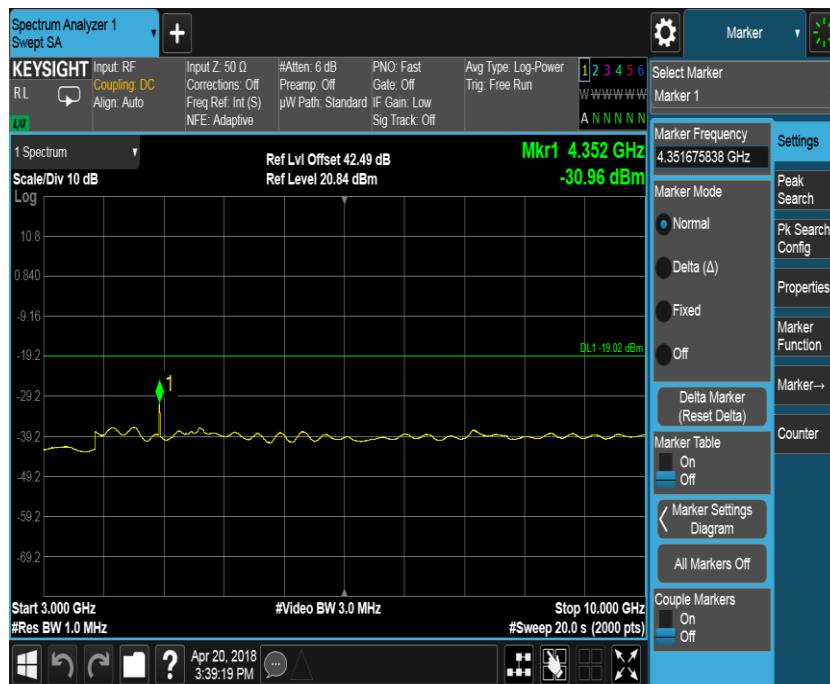 Spectrum Analyzer 1
Swept SA
+
Marker
KEYSIGHT
RL
LXI
Input: RF
Coupling: DC
Align: Auto
Input Z: 50 Ω
Corrections: Off
Freq Ref: Int (S)
NFE: Adaptive
#Atten: 6 dB
Preamp: Off
µW Path: Standard
PNO: Fast
Gate: Off
IF Gain: Low
Sig Track: Off
Avg Type: Log-Power
Trig: Free Run
1 2 3 4 5 6
W W W W W W
A N N N N N
Select Marker
Marker 1
1 Spectrum
Scale/Div 10 dB
Log
Ref Lvl Offset 42.49 dB
Ref Level 20.84 dBm
Mkr1 4.352 GHz
-30.96 dBm
10.8
0.840
-9.16
-19.2
-29.2
-39.2
-49.2
-59.2
-69.2
DL1 -19.02 dBm
1
Start 3.000 GHz
#Res BW 1.0 MHz
#Video BW 3.0 MHz
Stop 10.000 GHz
#Sweep 20.0 s (2000 pts)
Marker Frequency
4.351675838 GHz
Marker Mode
Normal
Delta (Δ)
Fixed
Off
Delta Marker
(Reset Delta)
Marker Table
On
Off
Marker Settings
Diagram
All Markers Off
Couple Markers
On
Off
Settings
Peak
Search
Pk Search
Config
Properties
Marker
Function
Marker→
Counter
?
Apr 20, 2018
3:39:19 PM